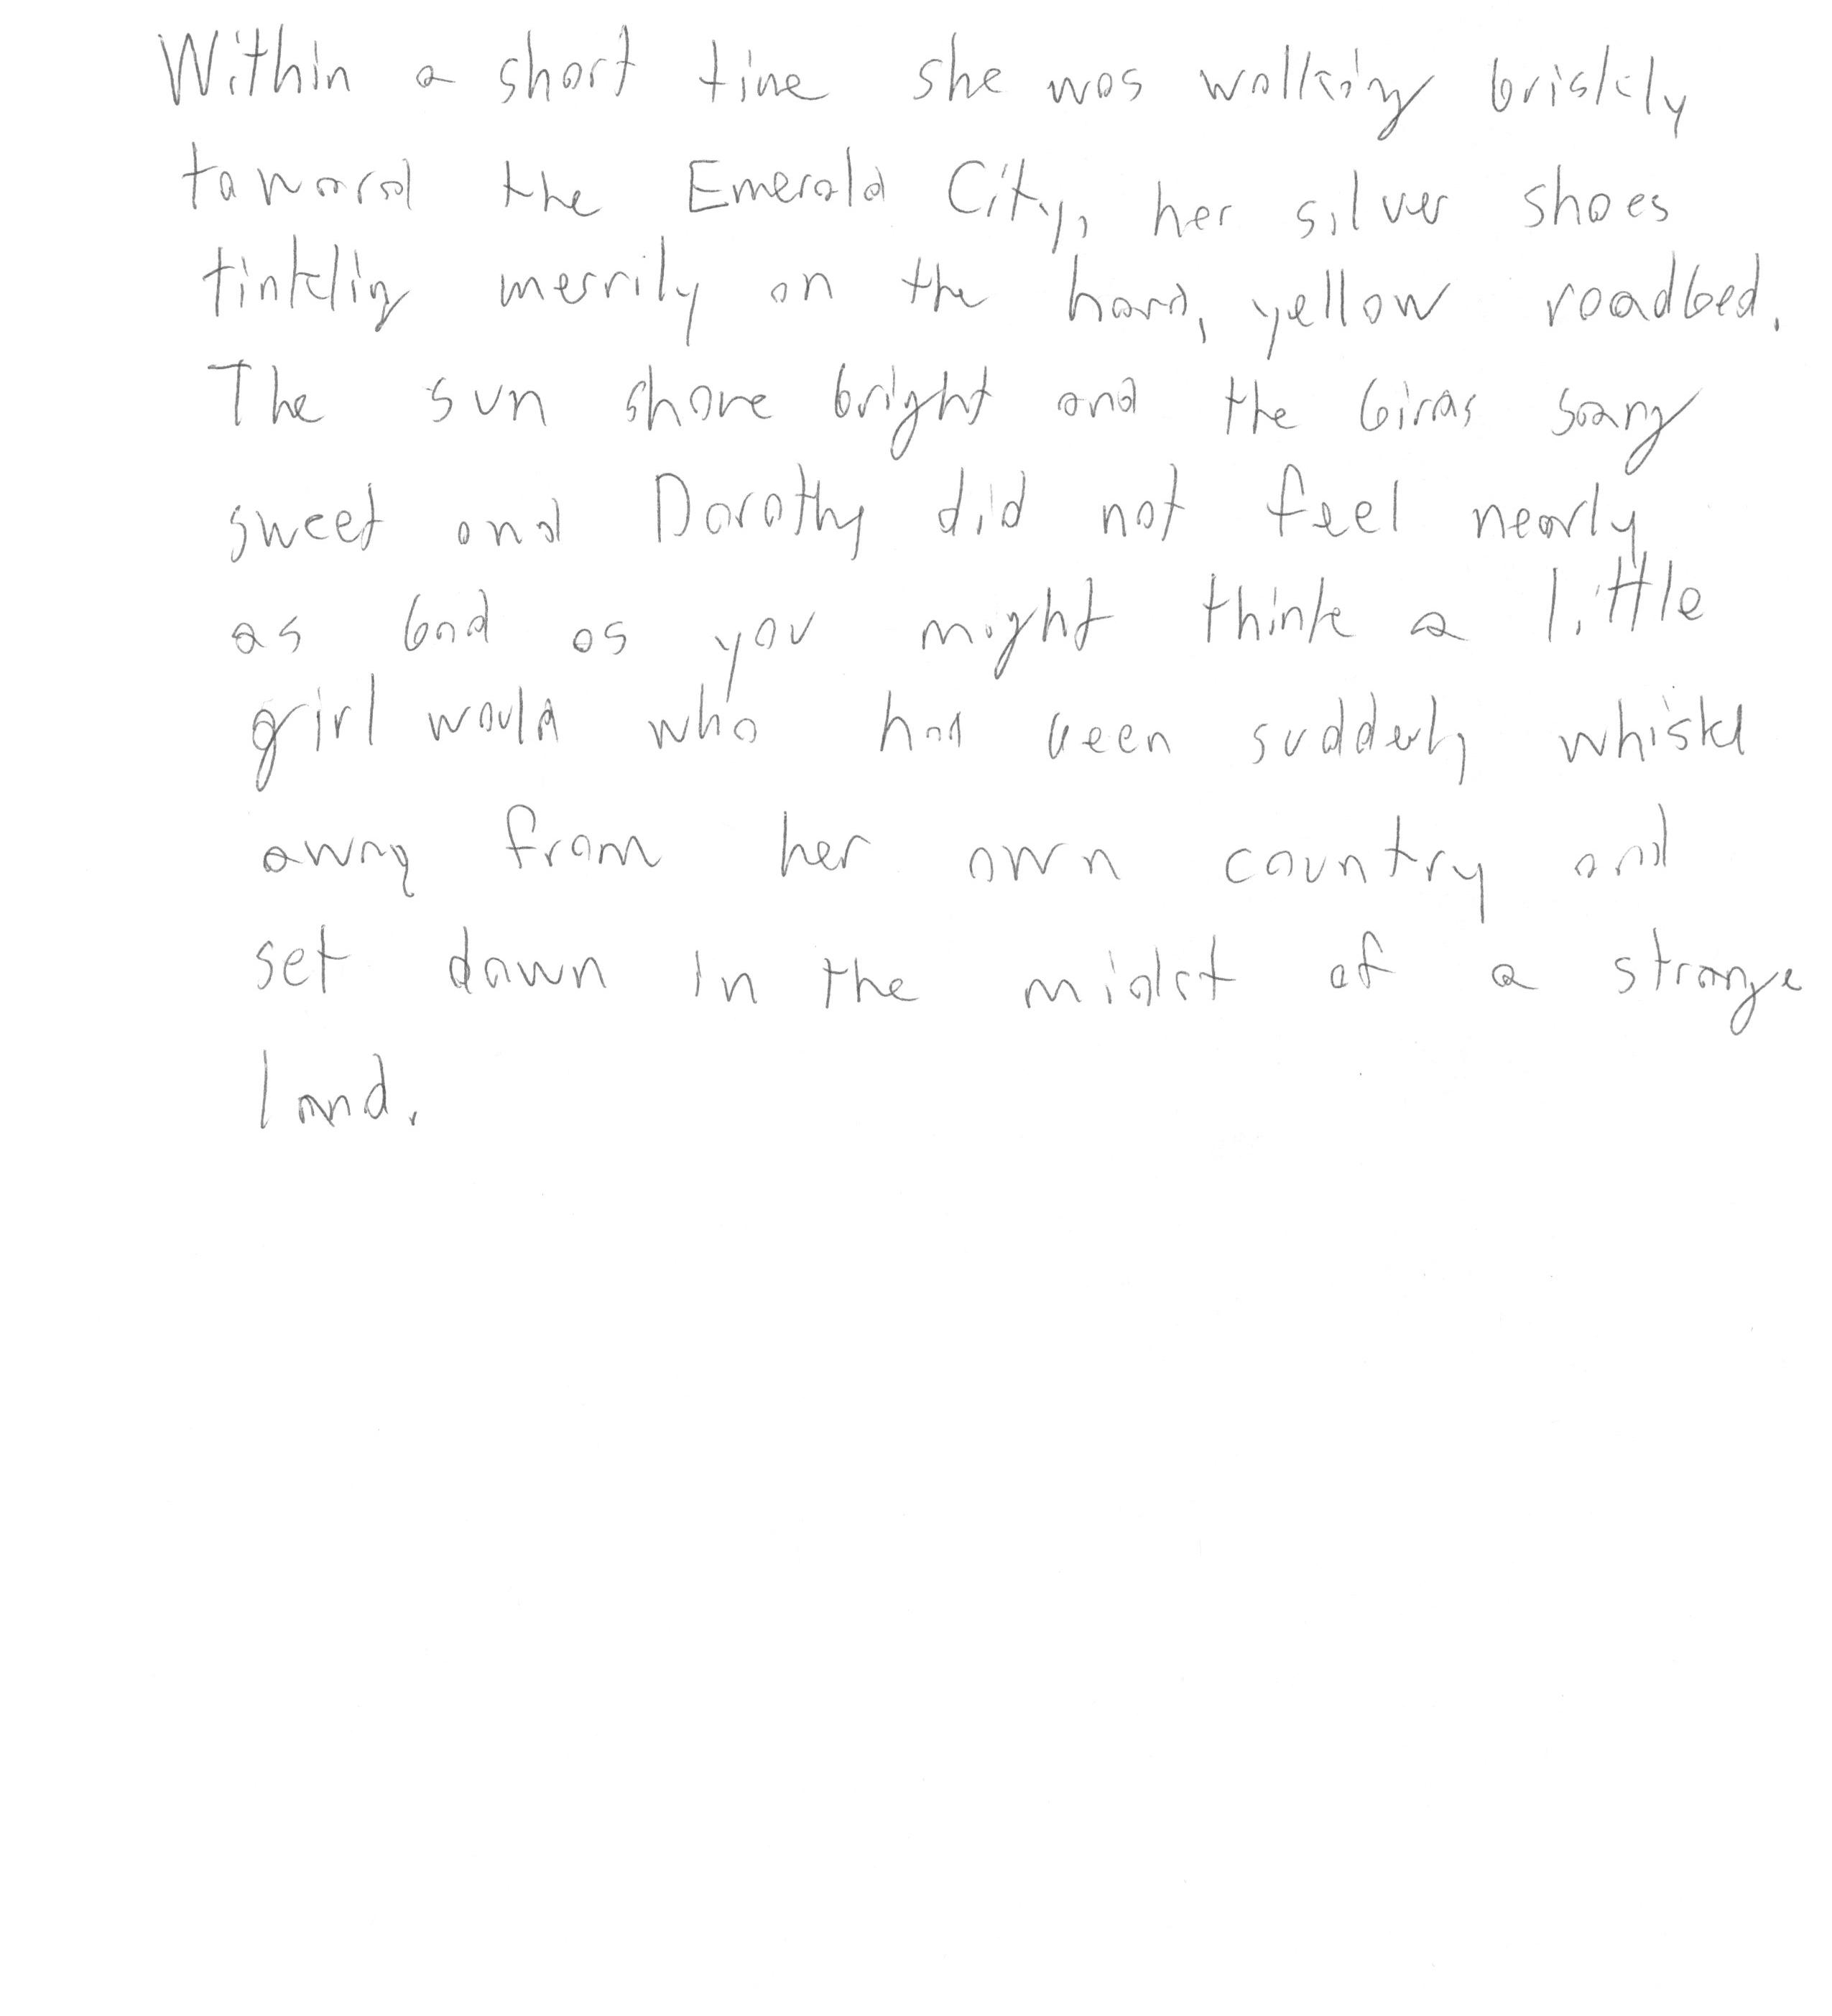 Within a short time she was walking briskly
toward the Emerald City, her silver shoes
tinkling merrily on the hard, yellow roadbed.
The sun shone bright and the birds sang
sweet and Dorothy did not feel nearly
as bad as you might think a little
girl would who had been suddenly whisked
away from her own country and
set down in the midst of a strange
land.